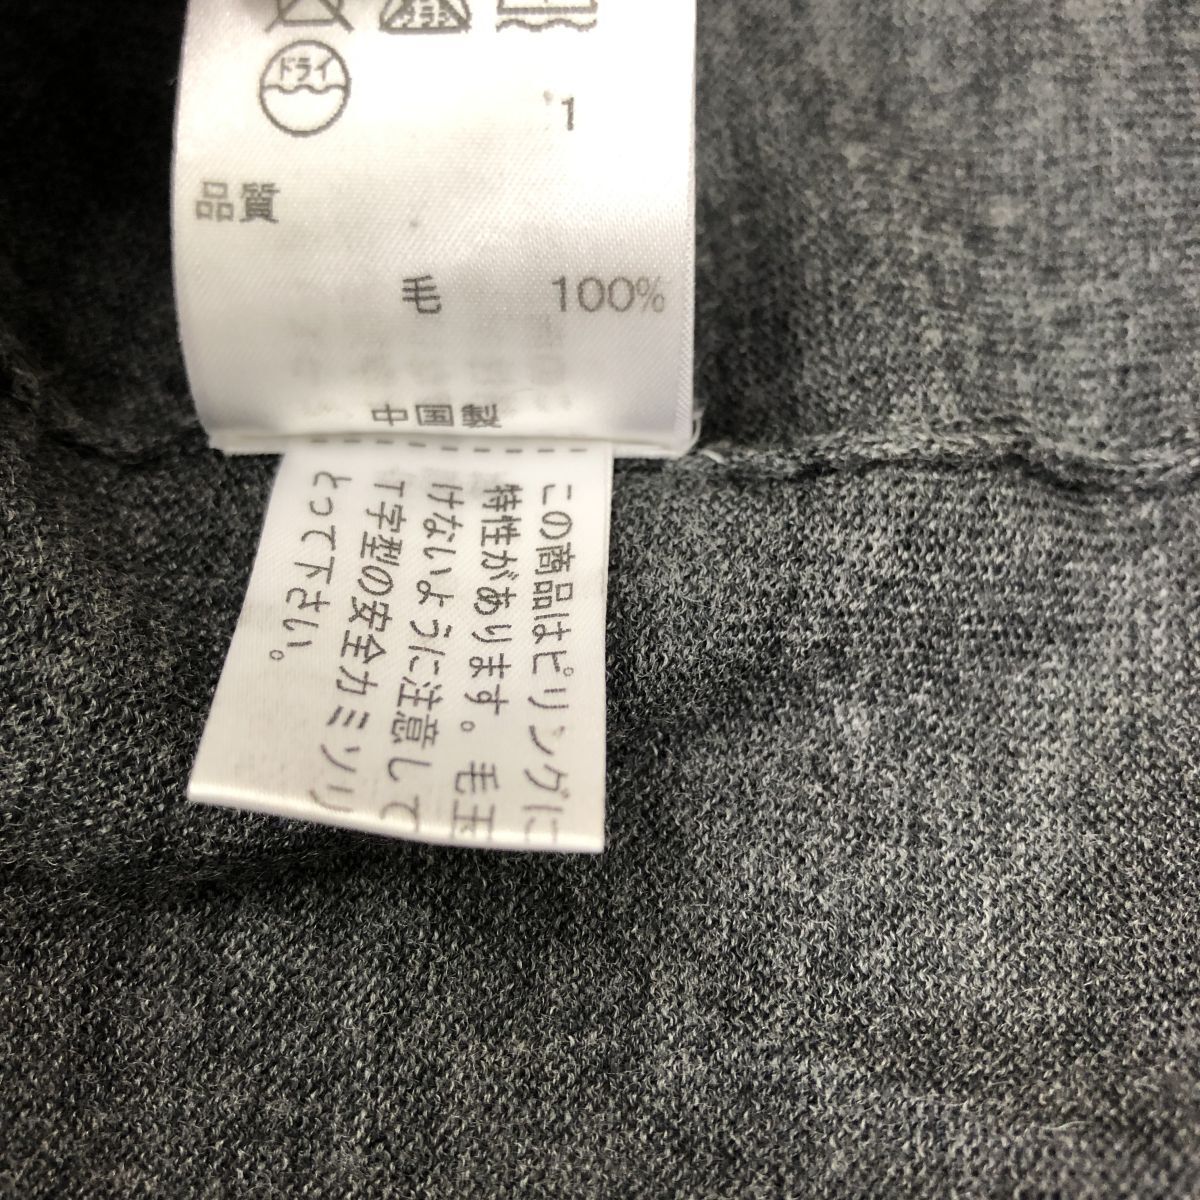 ドライ
1
品質
毛 100%
中国製
この商品はピリングに
特性があります。毛玉
けないように注意して
T字型の安全カミソリ
とって下さい。